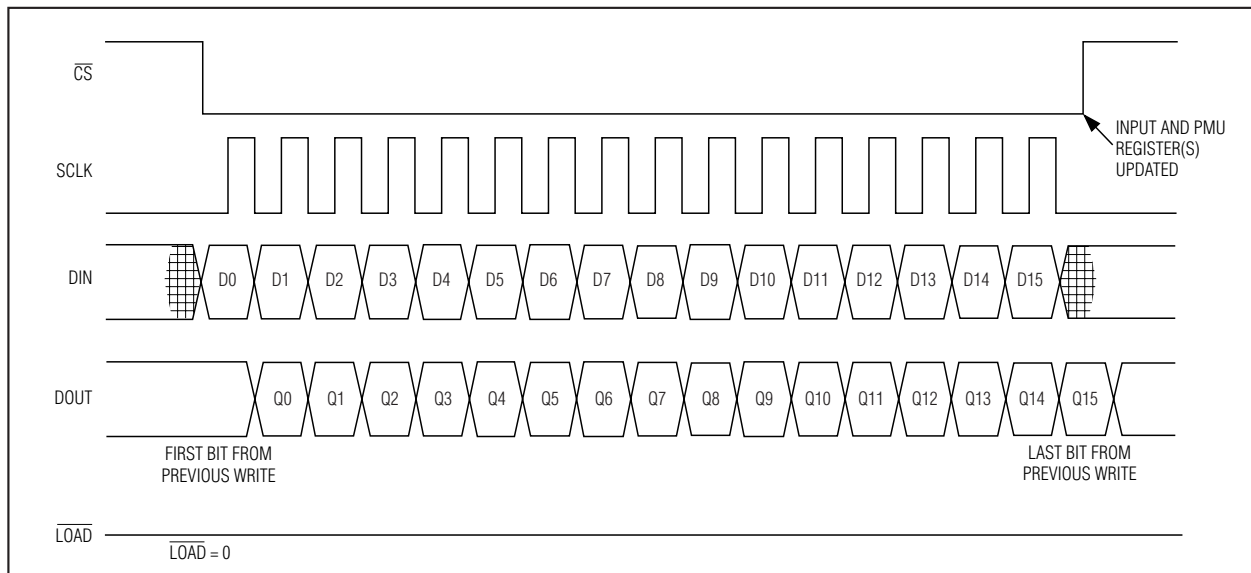 CS
INPUT AND PMU
REGISTER(S)
UPDATED
SCLK
DIN
D0 D1 D2 D3 D4 D5 D6 D7 D8 D9 D10 D11 D12 D13 D14 D15
DOUT
Q0 Q1 Q2 Q3 Q4 Q5 Q6 Q7 Q8 Q9 Q10 Q11 Q12 Q13 Q14 Q15
FIRST BIT FROM
PREVIOUS WRITE
LAST BIT FROM
PREVIOUS WRITE
LOAD
LOAD = 0